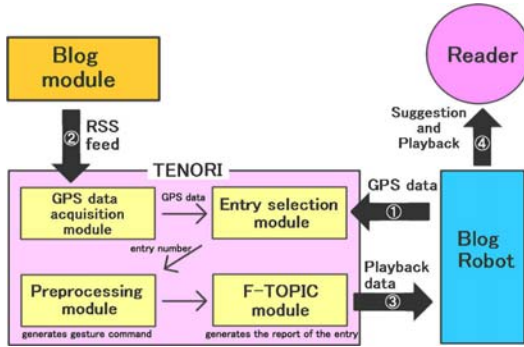 Blog
module
Reader
② RSS
feed
Suggestion
and
Playback
④
TENORI
GPS data
acquisition
module
GPS data
Entry selection
module
GPS data
①
entry number
Blog
Robot
Preprocessing
module
F-TOPIC
module
Playback
data
③
generates gesture command
generates the report of the entry